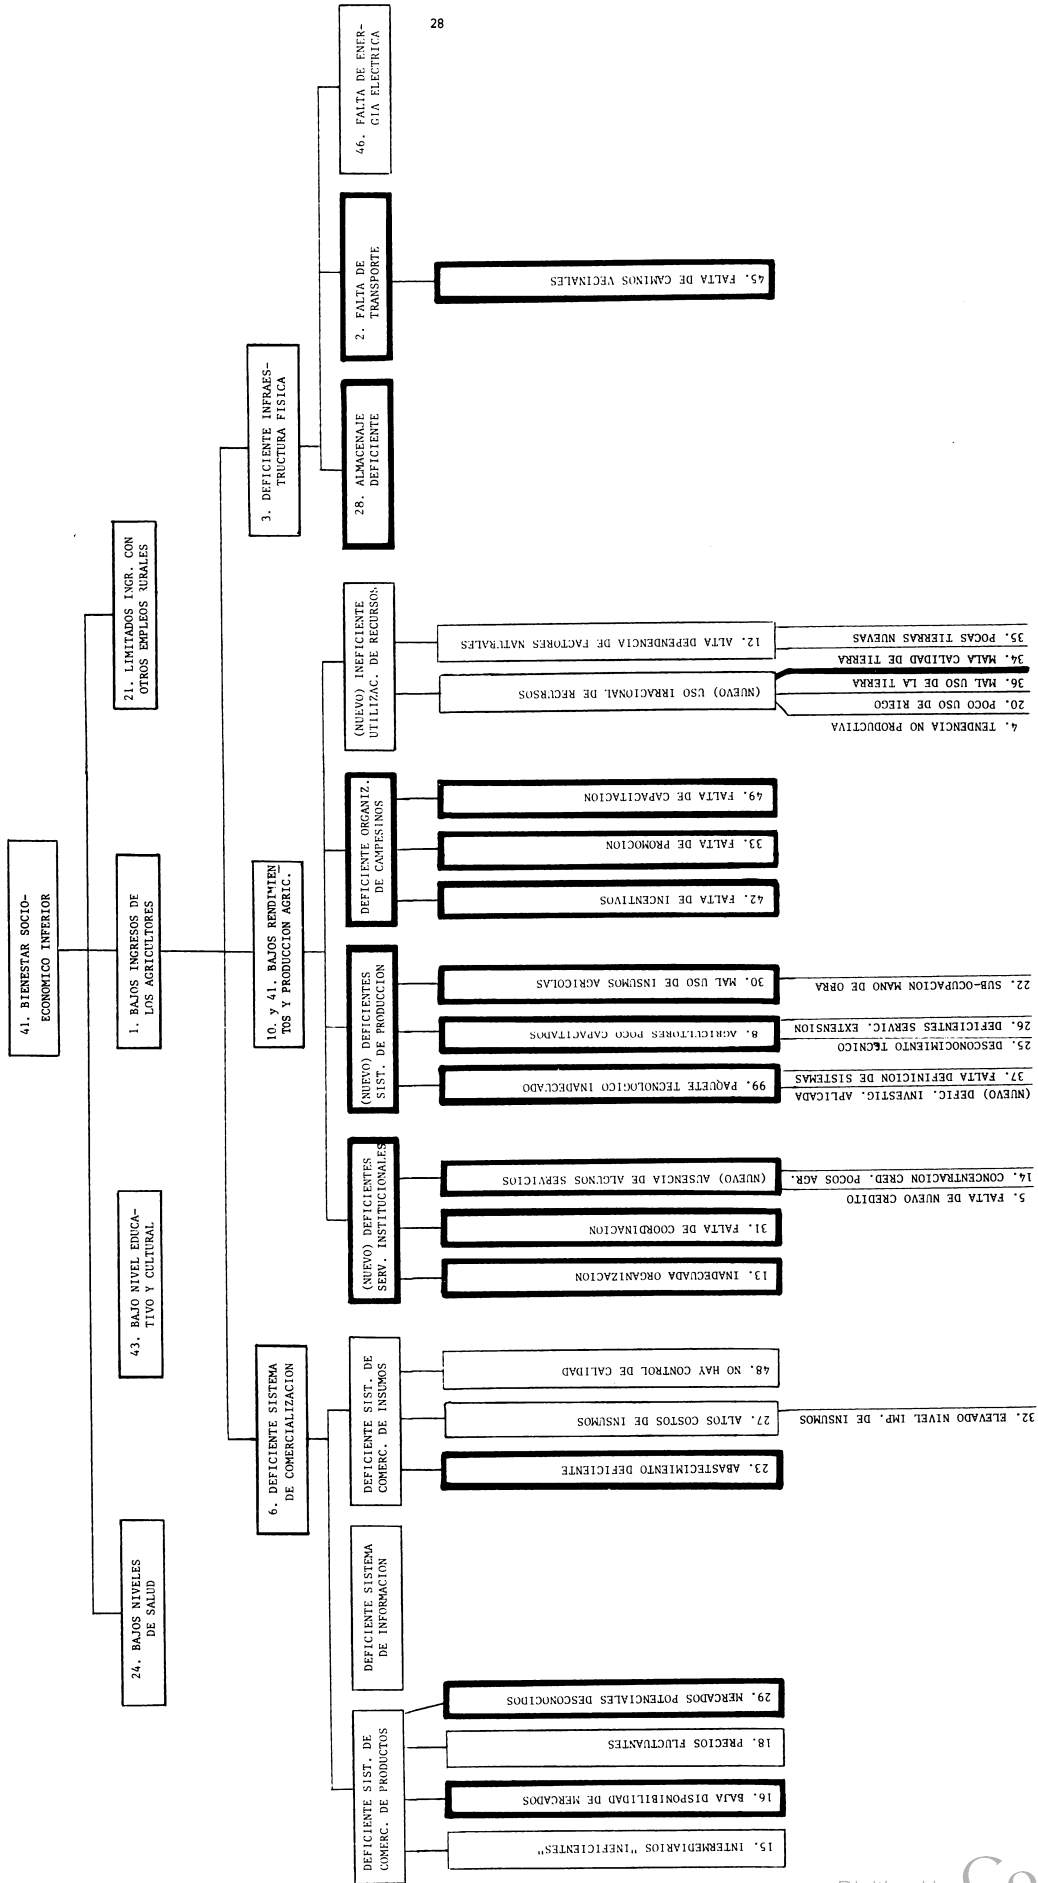 28
41. BIENESTAR SOCIO-
ECONOMICO INFERIOR
24. BAJOS NIVELES
DE SALUD
43. BAJO NIVEL EDUCA-
TIVO Y CULTURAL
1. BAJOS INGRESOS DE
LOS AGRICULTORES
21. LIMITADOS INGR. CON
OTROS EMPLEOS RURALES
6. DEFICIENTE SISTEMA
DE COMERCIALIZACION
10. y 41. BAJOS RENDIMIEN
TOS Y PRODUCCION AGRIC.
3. DEFICIENTE INFRAES-
TRUCTURA FISICA
DEFICIENTE SIST. DE
COMERC. DE PRODUCTOS
DEFICIENTE SISTEMA
DE INFORMACION
DEFICIENTE SIST. DE
COMERC. DE INSUMOS
(NUEVO) DEFICIENTES
SERV. INSTITUCIONALES
(NUEVO) DEFICIENTES
SIST. DE PRODUCCION
DEFICIENTE ORGANIZ.
DE CAMPESINOS
(NUEVO) INEFICIENTE
UTILIZAC. DE RECURSOS
28. ALMACENAJE
DEFICIENTE
2. FALTA DE
TRANSPORTE
46. FALTA DE ENER-
GIA ELECTRICA
15. INTERMEDIARIOS "INEFICIENTES"
16. BAJA DISPONIBILIDAD DE MERCADOS
18. PRECIOS FLUCTUANTES
29. MERCADOS POTENCIALES DESCONOCIDOS
23. ABASTECIMIENTO DEFICIENTE
27. ALTOS COSTOS DE INSUMOS
48. NO HAY CONTROL DE CALIDAD
13. INADECUADA ORGANIZACION
31. FALTA DE COORDINACION
(NUEVO) AUSENCIA DE ALGUNOS SERVICIOS
99. PAQUETE TECNOLOGICO INADECUADO
8. AGRICULTORES POCO CAPACITADOS
30. MAL USO DE INSUMOS AGRICOLAS
42. FALTA DE INCENTIVOS
33. FALTA DE PROMOCION
49. FALTA DE CAPACITACION
(NUEVO) USO IRRACIONAL DE RECURSOS
12. ALTA DEPENDENCIA DE FACTORES NATURALES
45. FALTA DE CAMINOS VECINALES
32. ELEVADO NIVEL IMP. DE INSUMOS
5. FALTA DE NUEVO CREDITO
14. CONCENTRACION CRED. POCOS AGR.
(NUEVO) DEFIC. INVESTIG. APLICADA
37. FALTA DEFINICION DE SISTEMAS
25. DESCONOCIMIENTO TECNICO
26. DEFICIENTES SERVIC. EXTENSION
22. SUB-OCUPACION MANO DE OBRA
4. TENDENCIA NO PRODUCTIVA
20. POCO USO DE RIEGO
36. MAL USO DE LA TIERRA
34. MALA CALIDAD DE TIERRA
35. POCAS TIERRAS NUEVAS